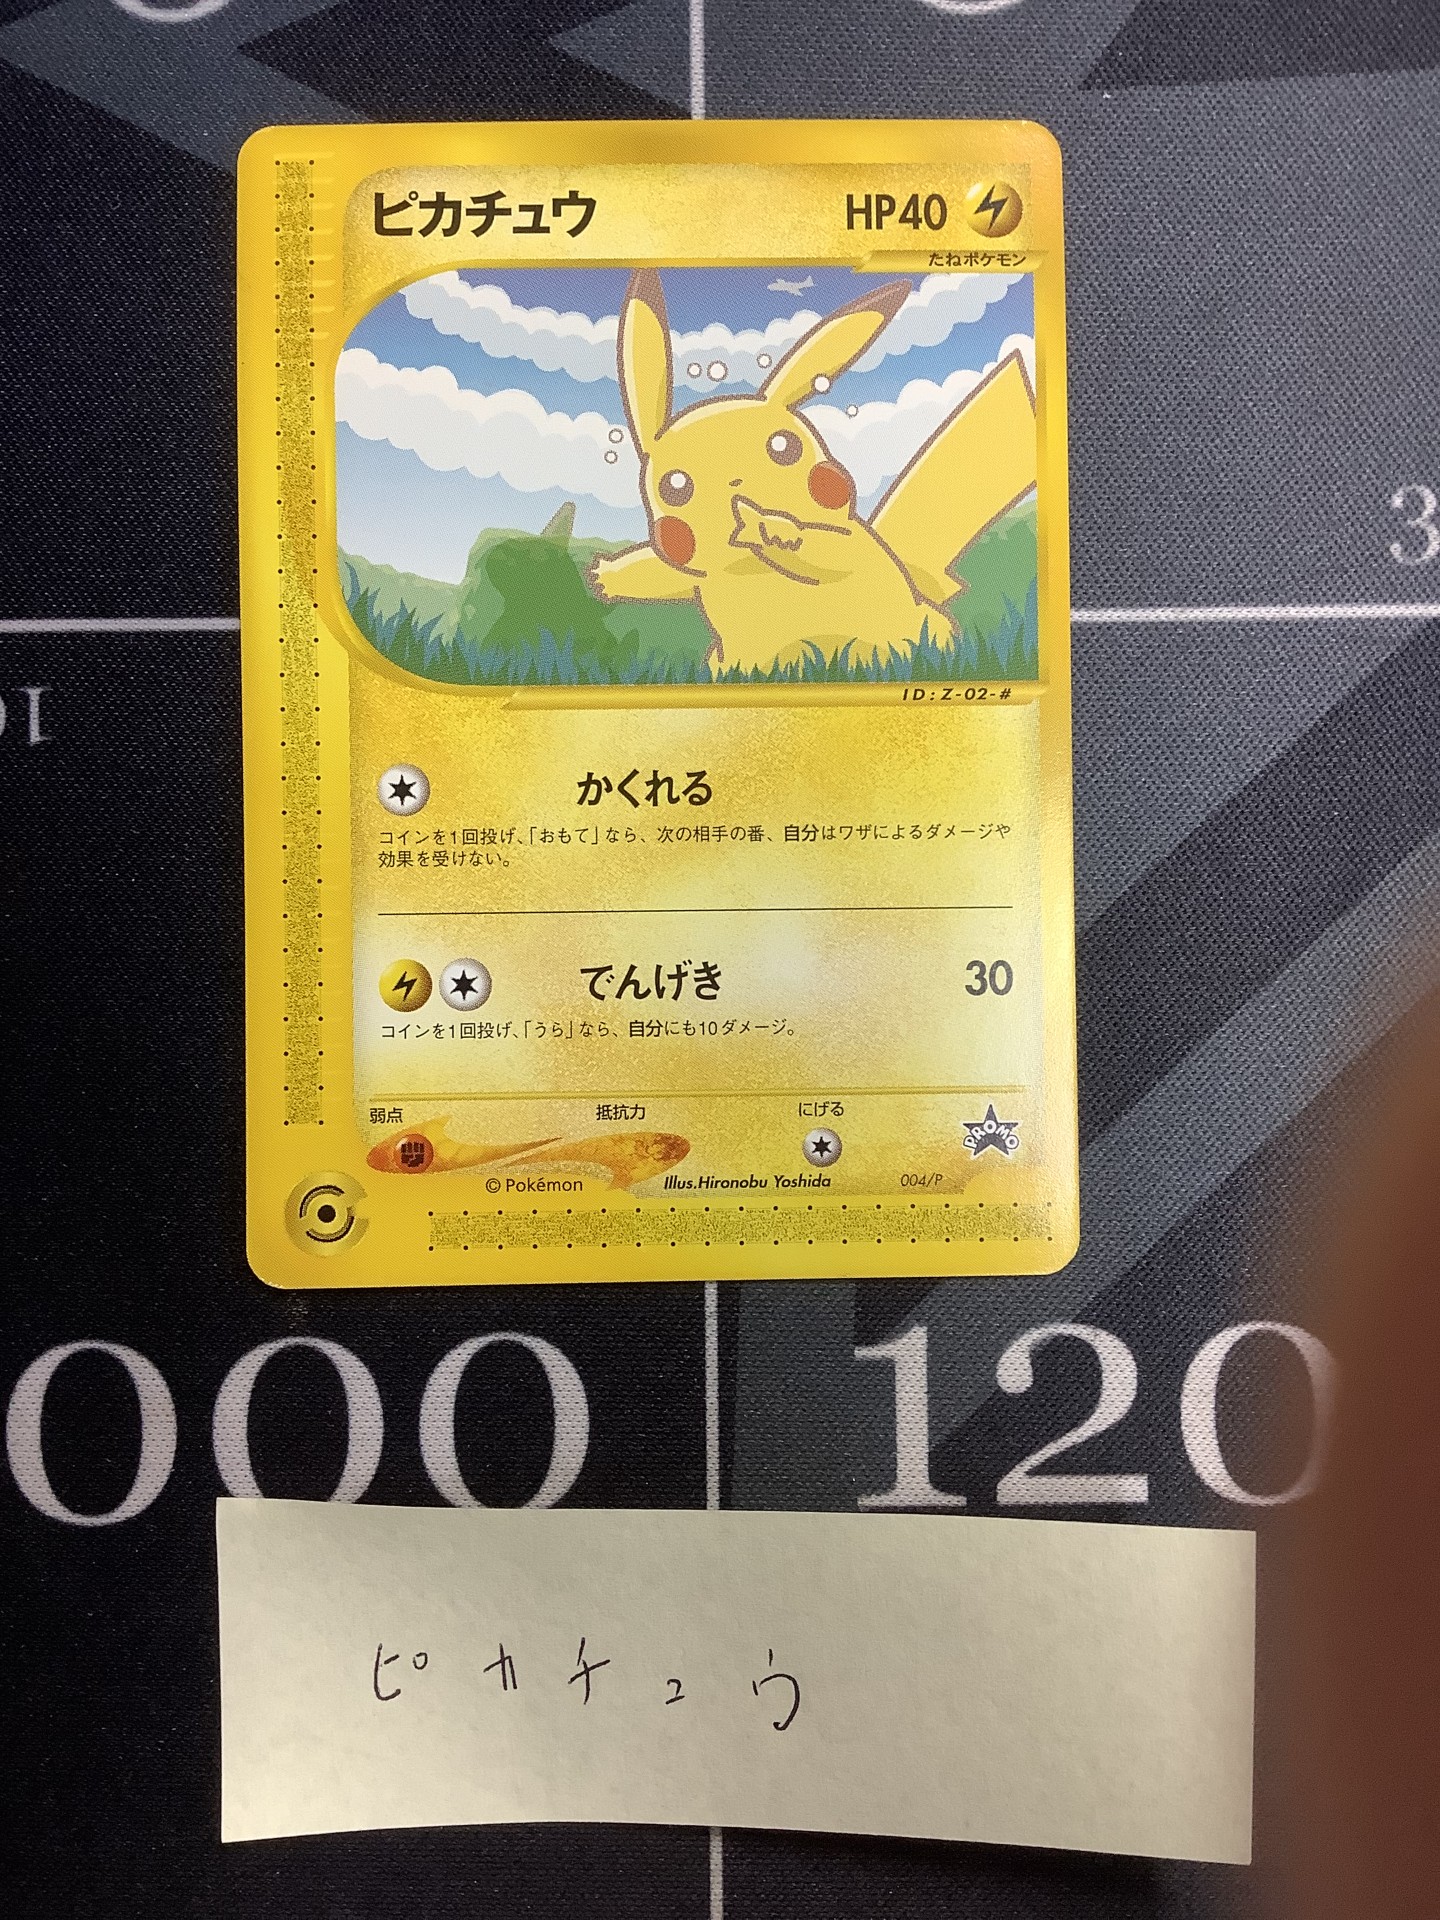 ピカチュウ HP40
たねポケモン
ID:Z-02-#
かくれる
コインを1回投げ、「おもて」なら、次の相手の番、自分はワザによるダメージや
効果を受けない。
でんげき 30
コインを1回投げ、「うら」なら、自分にも10ダメージ。
弱点 抵抗力 にげる
PROMO
© Pokémon Illus.Hironobu Yoshida 004/P
000 120
ピカチュウ